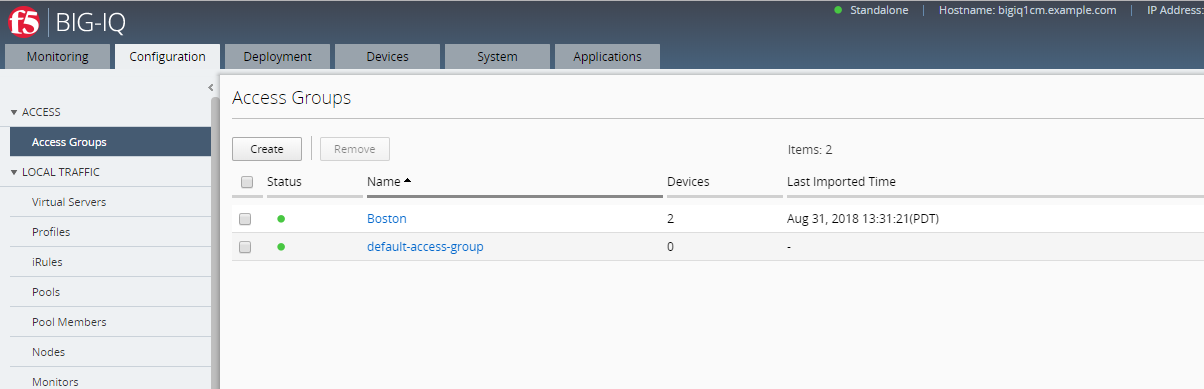 f5 BIG-IQ
Standalone Hostname: bigiq1cm.example.com IP Address:
Monitoring Configuration Deployment Devices System Applications
ACCESS
Access Groups
LOCAL TRAFFIC
Virtual Servers
Profiles
iRules
Pools
Pool Members
Nodes
Monitors
Access Groups
Create Remove Items: 2
Status Name Devices Last Imported Time
Boston 2 Aug 31, 2018 13:31:21(PDT)
default-access-group 0 -